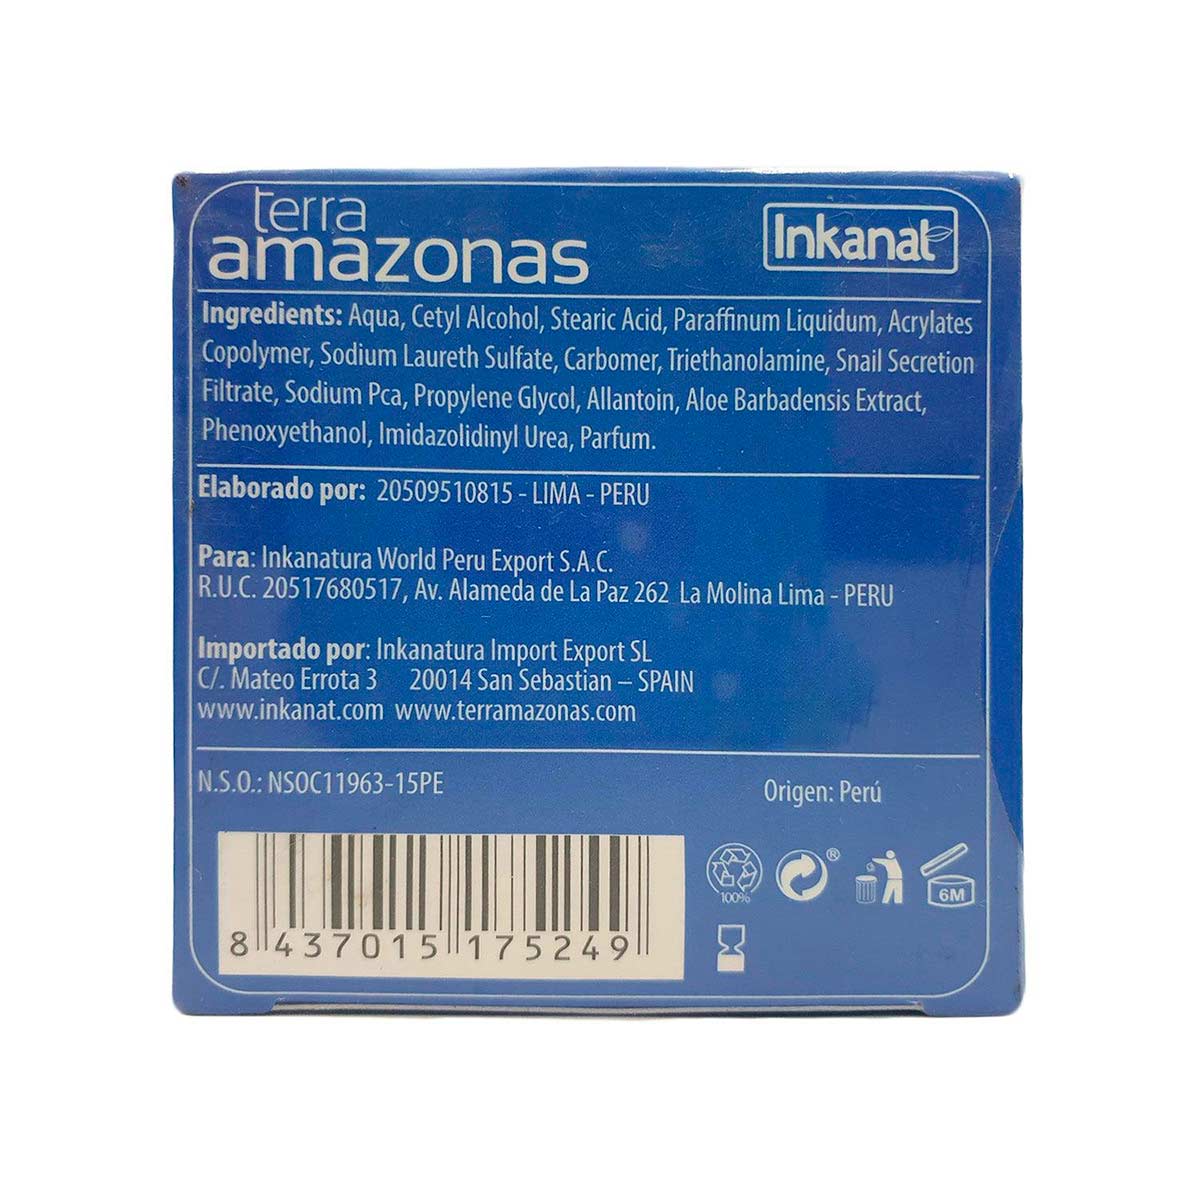 terra
amazonas
Inkanat
Ingredients: Aqua, Cetyl Alcohol, Stearic Acid, Paraffinum Liquidum, Acrylates
Copolymer, Sodium Laureth Sulfate, Carbomer, Triethanolamine, Snail Secretion
Filtrate, Sodium Pca, Propylene Glycol, Allantoin, Aloe Barbadensis Extract,
Phenoxyethanol, Imidazolidinyl Urea, Parfum.
Elaborado por: 20509510815 - LIMA - PERU
Para: Inkanatura World Peru Export S.A.C.
R.U.C. 20517680517, Av. Alameda de La Paz 262 La Molina Lima - PERU
Importado por: Inkanatura Import Export SL
C/. Mateo Errota 3 20014 San Sebastian – SPAIN
www.inkanat.com www.terramazonas.com
N.S.O.: NSOC11963-15PE
Origen: Perú
8 437015 175249
100%
®
6M